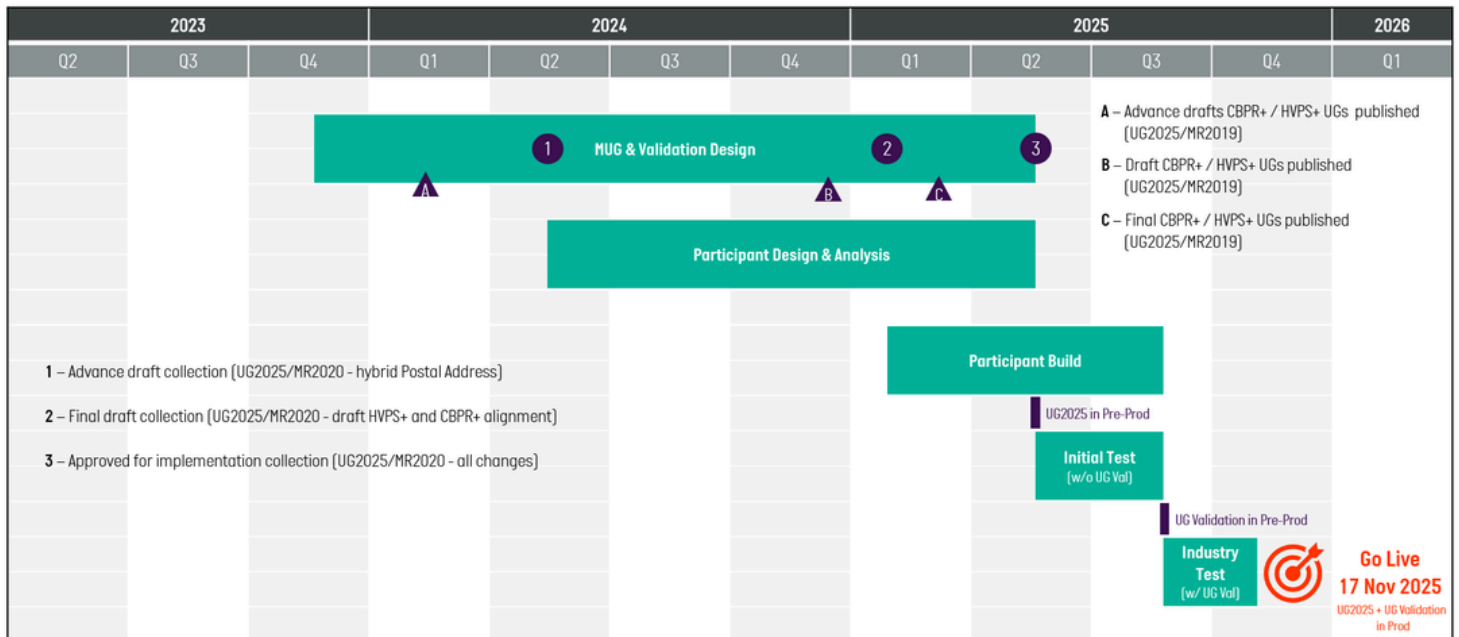 2023 2024 2025 2026
Q2 Q3 Q4 Q1 Q2 Q3 Q4 Q1 Q2 Q3 Q4 Q1
A – Advance drafts CBPR+ / HVPS+ UGs published
(UG2025/MR2019)
B – Draft CBPR+ / HVPS+ UGs published
(UG2025/MR2019)
C – Final CBPR+ / HVPS+ UGs published
(UG2025/MR2019)
1 MUG & Validation Design 2 3
A B C
Participant Design & Analysis
Participant Build
1 – Advance draft collection (UG2025/MR2020 - hybrid Postal Address)
2 – Final draft collection (UG2025/MR2020 - draft HVPS+ and CBPR+ alignment)
3 – Approved for implementation collection (UG2025/MR2020 - all changes)
UG2025 in Pre-Prod
Initial Test
(w/o UG Val)
UG Validation in Pre-Prod
Industry
Test
(w/ UG Val)
Go Live
17 Nov 2025
UG2025 + UG Validation
in Prod